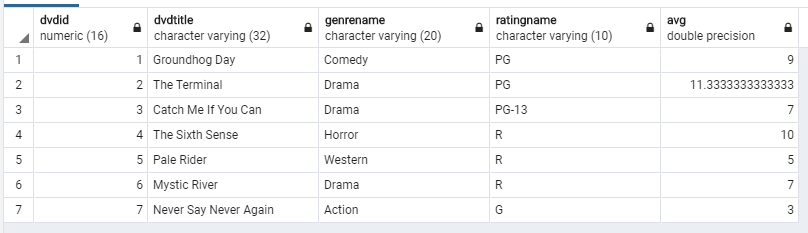 dvdid dvdtitle genrename ratingname avg
numeric (16) character varying (32) character varying (20) character varying (10) double precision
1 1 Groundhog Day Comedy PG 9
2 2 The Terminal Drama PG 11.3333333333333
3 3 Catch Me If You Can Drama PG-13 7
4 4 The Sixth Sense Horror R 10
5 5 Pale Rider Western R 5
6 6 Mystic River Drama R 7
7 7 Never Say Never Again Action G 3